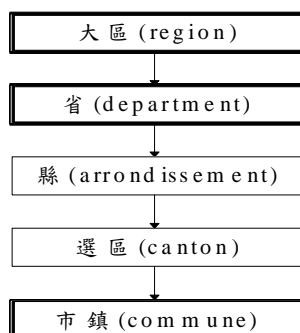 大區(region)
省(department)
縣(arrondissement)
選區(canton)
市鎮(commune)